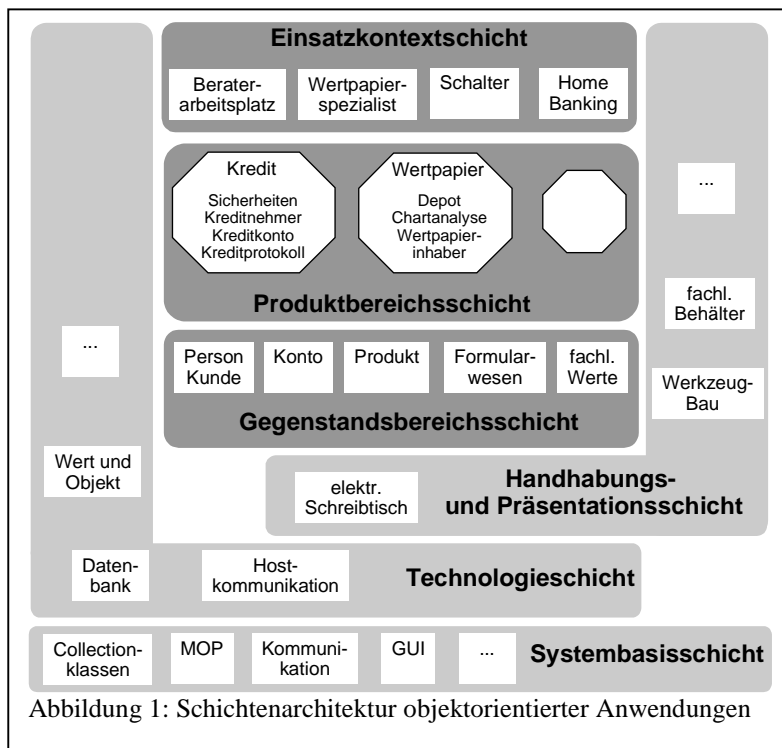 Einsatzkontextschicht
Berater-
arbeitsplatz
Wertpapier-
spezialist
Schalter
Home
Banking
Kredit
Sicherheiten
Kreditnehmer
Kreditkonto
Kreditprotokoll
Wertpapier
Depot
Chartanalyse
Wertpapier-
inhaber
Produktbereichsschicht
...
fachl.
Behälter
Werkzeug-
Bau
...
Person
Kunde
Konto
Produkt
Formular-
wesen
fachl.
Werte
Gegenstandsbereichsschicht
Wert und
Objekt
elektr.
Schreibtisch
Handhabungs-
und Präsentationsschicht
Daten-
bank
Host-
kommunikation
Technologieschicht
Collection-
klassen
MOP
Kommuni-
kation
GUI
...
Systembasisschicht
Abbildung 1: Schichtenarchitektur objektorientierter Anwendungen